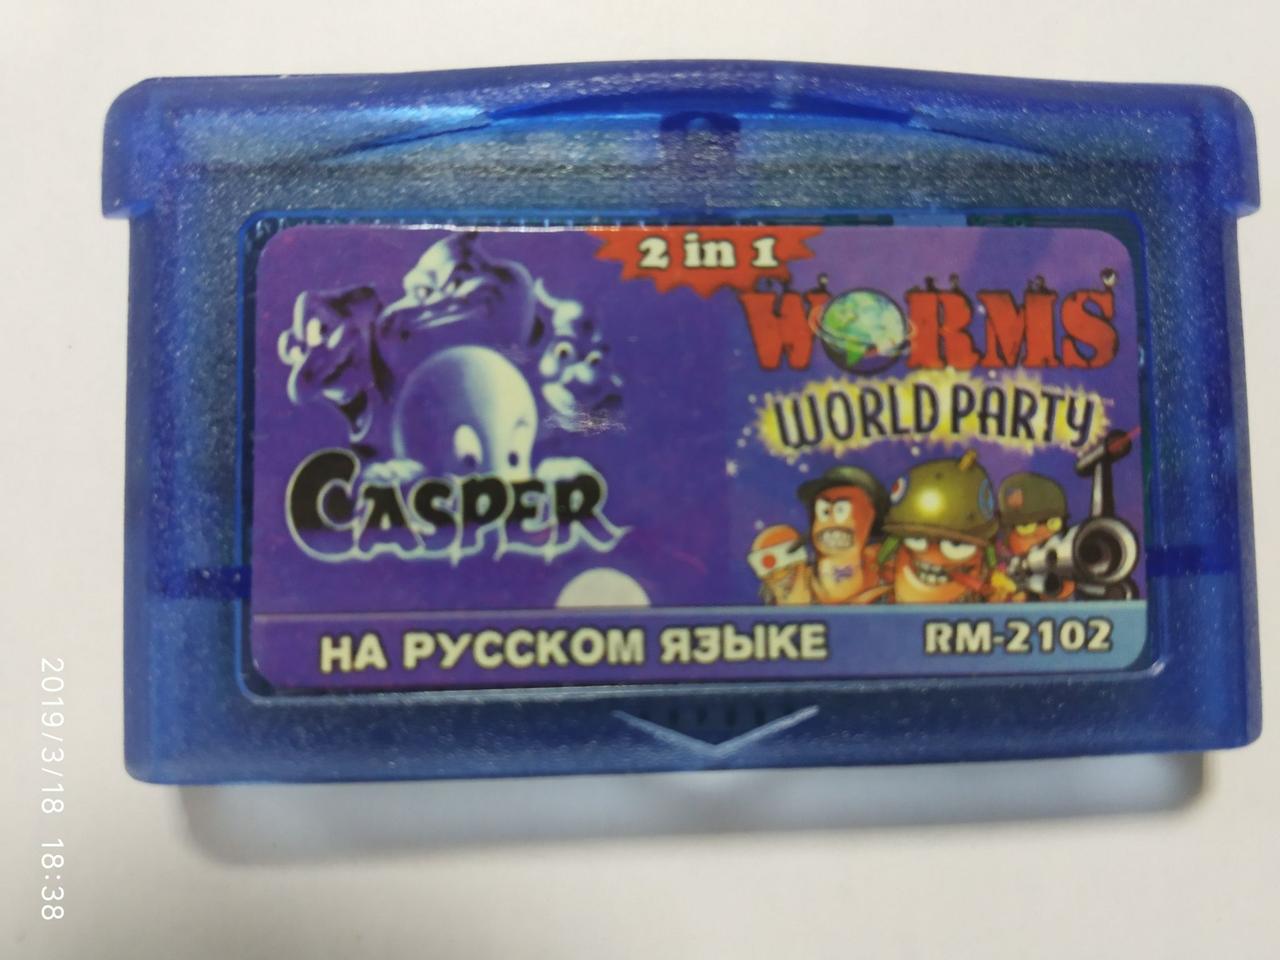 2 in 1
CASPER
WORMS
WORLD PARTY
НА РУССКОМ ЯЗЫКЕ
RM-2102
2019/3/18 18:38